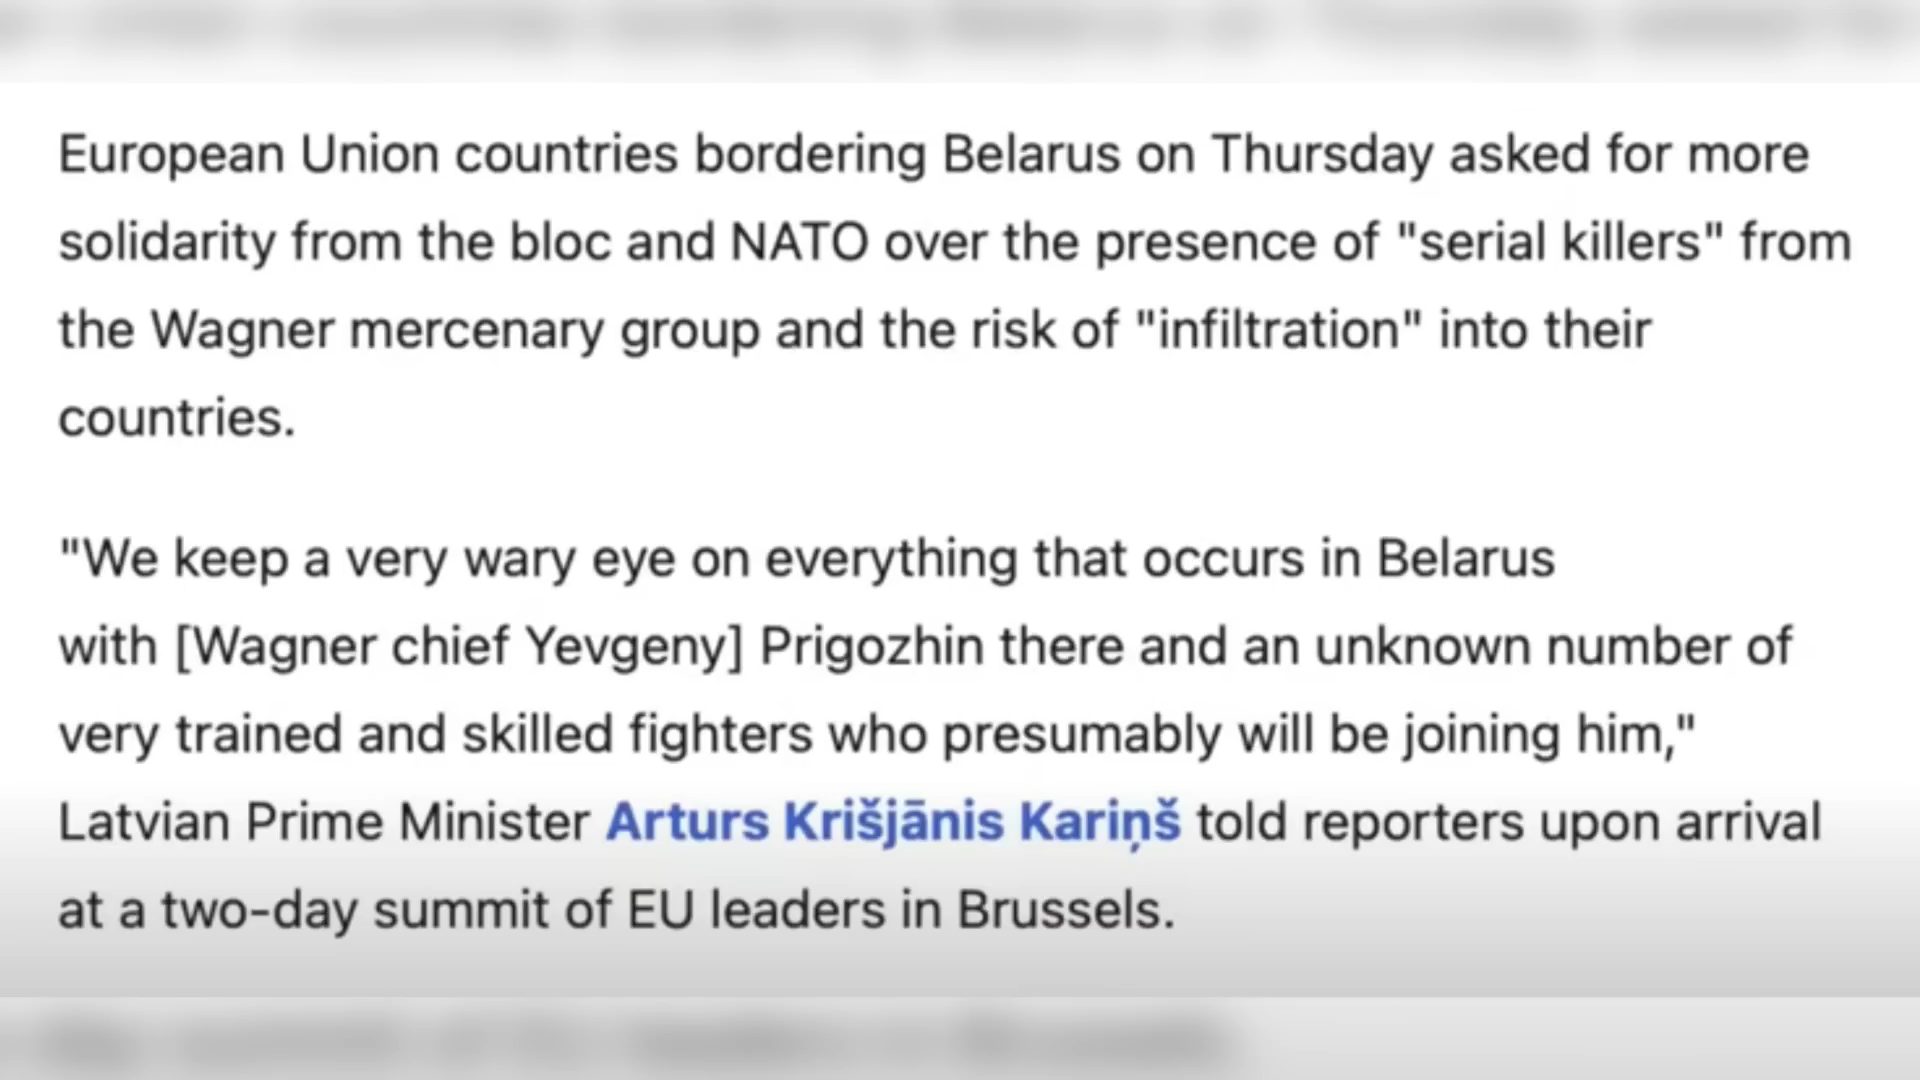 European Union countries bordering Belarus on Thursday asked for more
solidarity from the bloc and NATO over the presence of "serial killers" from
the Wagner mercenary group and the risk of "infiltration" into their
countries.
"We keep a very wary eye on everything that occurs in Belarus
with [Wagner chief Yevgeny] Prigozhin there and an unknown number of
very trained and skilled fighters who presumably will be joining him,"
Latvian Prime Minister Arturs Krišjānis Kariņš told reporters upon arrival
at a two-day summit of EU leaders in Brussels.